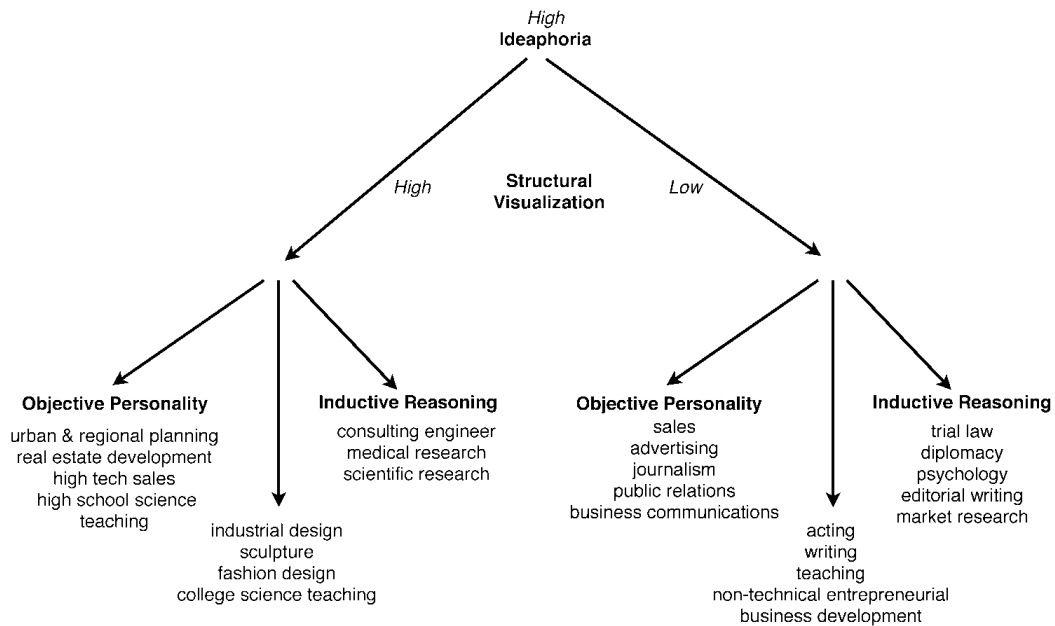 High
Ideaphoria
High
Structural
Visualization
Low
Objective Personality
urban & regional planning
real estate development
high tech sales
high school science
teaching
industrial design
sculpture
fashion design
college science teaching
Inductive Reasoning
consulting engineer
medical research
scientific research
Objective Personality
sales
advertising
journalism
public relations
business communications
acting
writing
teaching
non-technical entrepreneurial
business development
Inductive Reasoning
trial law
diplomacy
psychology
editorial writing
market research